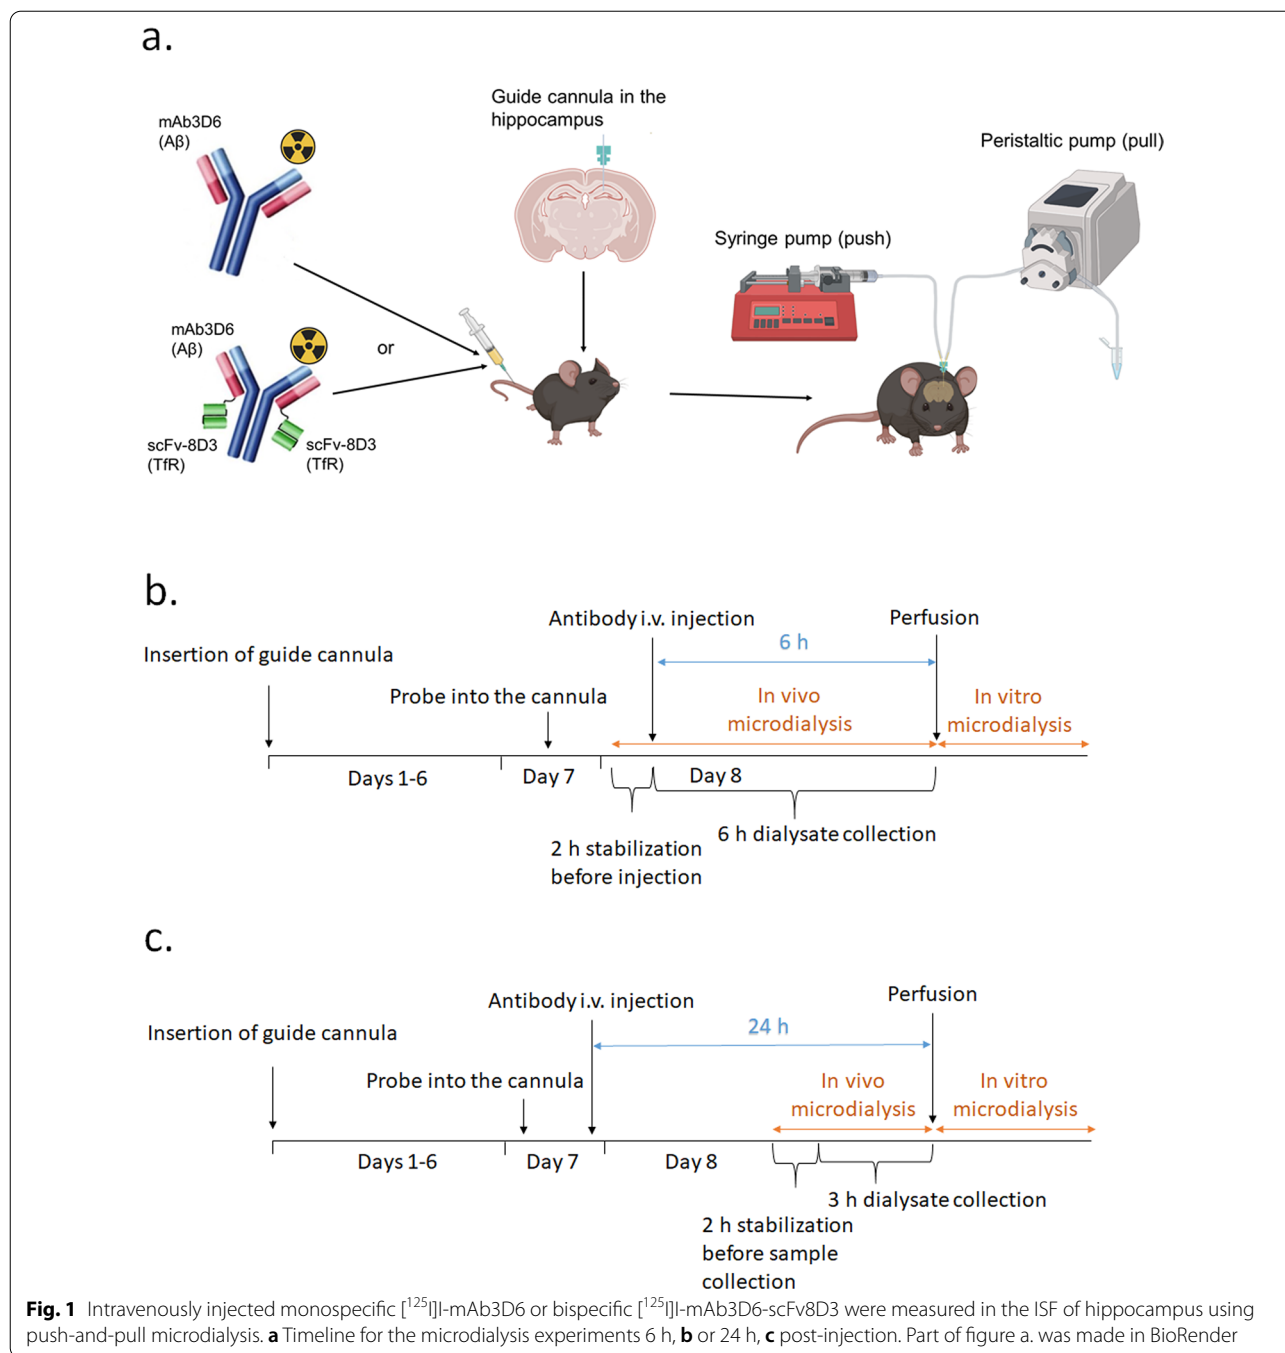 a.
mAb3D6
(Aβ)
Guide cannula in the
hippocampus
Peristaltic pump (pull)
Syringe pump (push)
mAb3D6
(Aβ)
or
scFv-8D3
(TfR)
scFv-8D3
(TfR)
b.
Antibody i.v. injection
Perfusion
6 h
Insertion of guide cannula
Probe into the cannula
In vivo
microdialysis
In vitro
microdialysis
Days 1-6
Day 7
Day 8
6 h dialysate collection
2 h stabilization
before injection
c.
Antibody i.v. injection
Perfusion
24 h
Insertion of guide cannula
Probe into the cannula
In vivo
microdialysis
In vitro
microdialysis
Days 1-6
Day 7
Day 8
3 h dialysate collection
2 h stabilization
before sample
collection
Fig. 1 Intravenously injected monospecific [¹²⁵I]I-mAb3D6 or bispecific [¹²⁵I]I-mAb3D6-scFv8D3 were measured in the ISF of hippocampus using
push-and-pull microdialysis. a Timeline for the microdialysis experiments 6 h, b or 24 h, c post-injection. Part of figure a. was made in BioRender